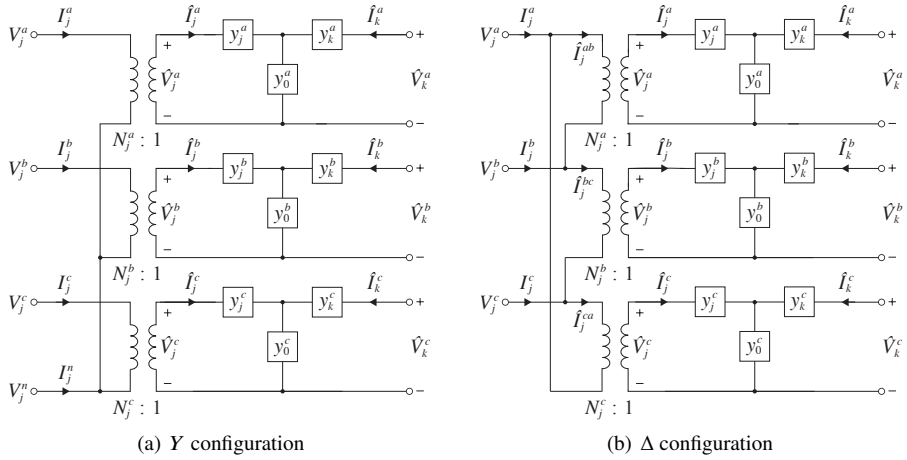 I_j^a Î_j^a Î_k^a
V_j^a y_j^a y_k^a +
+ V̂_j^a y_0^a V̂_k^a
− −
N_j^a : 1
I_j^b Î_j^b Î_k^b
V_j^b y_j^b y_k^b +
+ V̂_j^b y_0^b V̂_k^b
− −
N_j^b : 1
I_j^c Î_j^c Î_k^c
V_j^c y_j^c y_k^c +
+ V̂_j^c y_0^c V̂_k^c
V_j^n I_j^n − −
N_j^c : 1
(a) Y configuration
I_j^a Î_j^a Î_k^a
V_j^a y_j^a y_k^a +
Î_j^{ab} + V̂_j^a y_0^a V̂_k^a
− −
N_j^a : 1
I_j^b Î_j^b Î_k^b
V_j^b y_j^b y_k^b +
Î_j^{bc} + V̂_j^b y_0^b V̂_k^b
− −
N_j^b : 1
I_j^c Î_j^c Î_k^c
V_j^c y_j^c y_k^c +
Î_j^{ca} + V̂_j^c y_0^c V̂_k^c
− −
N_j^c : 1
(b) Δ configuration